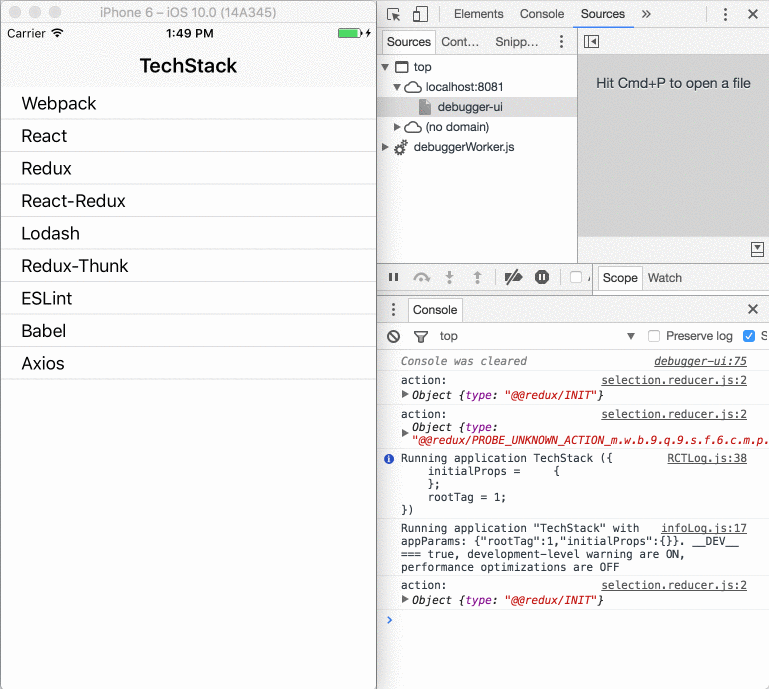 iPhone 6 – iOS 10.0 (14A345)
Carrier 1:49 PM
TechStack
Webpack
React
Redux
React-Redux
Lodash
Redux-Thunk
ESLint
Babel
Axios
Elements Console Sources »
Sources Cont… Snipp…
top
localhost:8081
debugger-ui
(no domain)
debuggerWorker.js
Hit Cmd+P to open a file
Scope Watch
Console
top Preserve log S
Console was cleared debugger-ui:75
action: selection.reducer.js:2
Object {type: "@@redux/INIT"}
action: selection.reducer.js:2
Object {type:
"@@redux/PROBE_UNKNOWN_ACTION_m.w.b.9.q.9.s.f.6.c.m.p.
Running application TechStack ({ RCTLog.js:38
initialProps = {
};
rootTag = 1;
})
Running application "TechStack" with infoLog.js:17
appParams: {"rootTag":1,"initialProps":{}}. __DEV__
=== true, development-level warning are ON,
performance optimizations are OFF
action: selection.reducer.js:2
Object {type: "@@redux/INIT"}